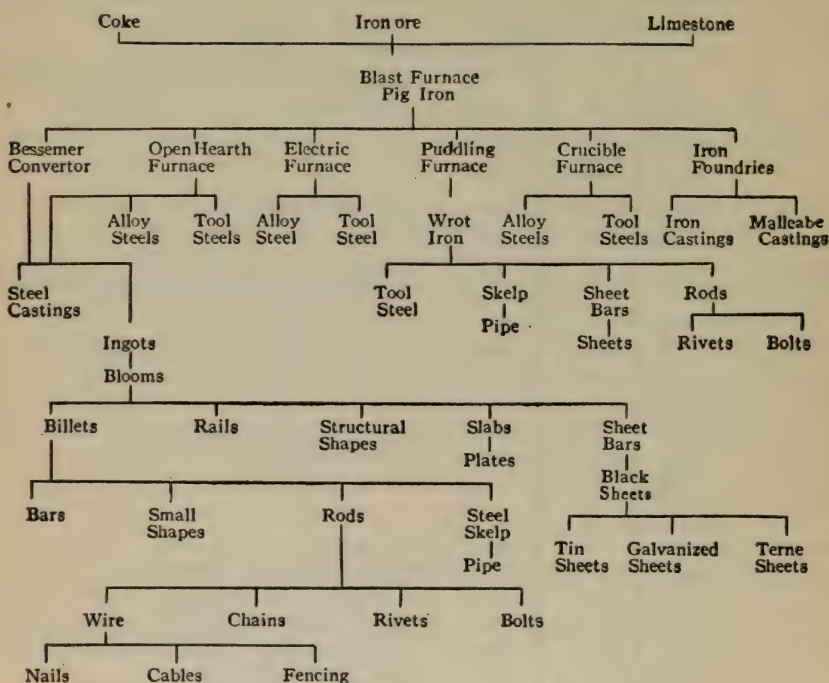 Coke Iron ore Limestone
Blast Furnace
Pig Iron
Bessemer Open Hearth Electric Puddling Crucible Iron
Convertor Furnace Furnace Furnace Furnace Foundries
Alloy Tool Alloy Tool Wrot Alloy Tool Iron Malleabe
Steels Steels Steel Steel Iron Steels Steels Castings Castings
Steel Tool Skelp Sheet Rods
Castings Steel Pipe Bars
Ingots Sheets Rivets Bolts
Blooms
Billets Rails Structural Slabs Sheet
Shapes Plates Bars
Black
Sheets
Bars Small Rods Steel
Shapes Skelp
Pipe
Tin Galvanized Terne
Sheets Sheets Sheets
Wire Chains Rivets Bolts
Nails Cables Fencing